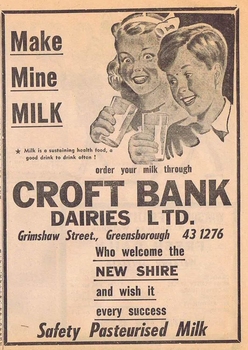 Make
Mine
MILK
★ Milk is a sustaining health food, a
good drink to drink often !
order your milk through
CROFT BANK
DAIRIES LTD.
Grimshaw Street., Greensborough 43 1276
Who welcome the
NEW SHIRE
and wish it
every success
Safety Pasteurised Milk